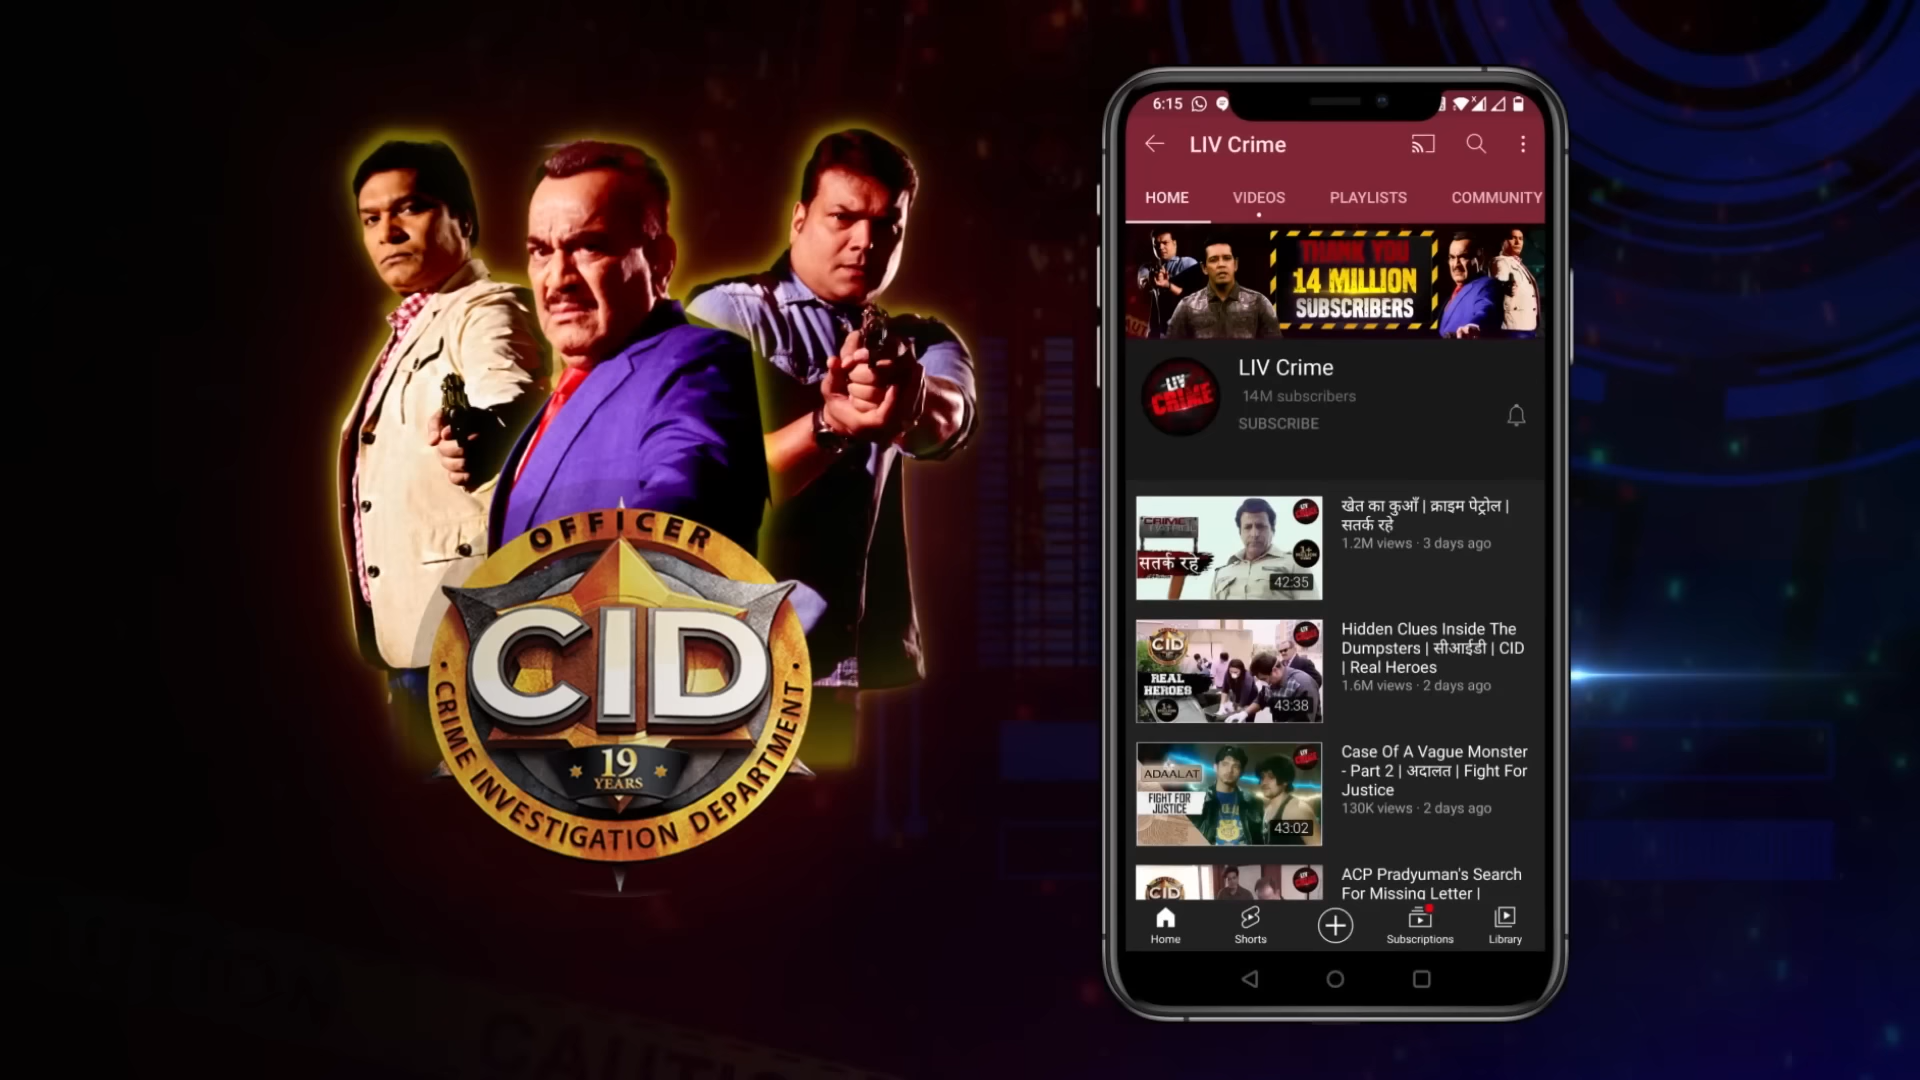 OFFICER
CID
19
YEARS
CRIME INVESTIGATION DEPARTMENT
6:15
LIV Crime
HOME
VIDEOS
PLAYLISTS
COMMUNITY
THANK YOU
14 MILLION
SUBSCRIBERS
LIV Crime
14M subscribers
SUBSCRIBE
LIV
CRIME
खेत का कुआँ | क्राइम पेट्रोल |
सतर्क रहे
1.2M views · 3 days ago
CRIME
सतर्क रहे
42:35
Hidden Clues Inside The
Dumpsters | सीआईडी | CID
| Real Heroes
1.6M views · 2 days ago
CID
REAL
HEROES
43:38
Case Of A Vague Monster
- Part 2 | अदालत | Fight For
Justice
130K views · 2 days ago
ADAALAT
FIGHT FOR
JUSTICE
43:02
ACP Pradyuman's Search
For Missing Letter |
CID
Home
Shorts
Subscriptions
Library
CAUTI